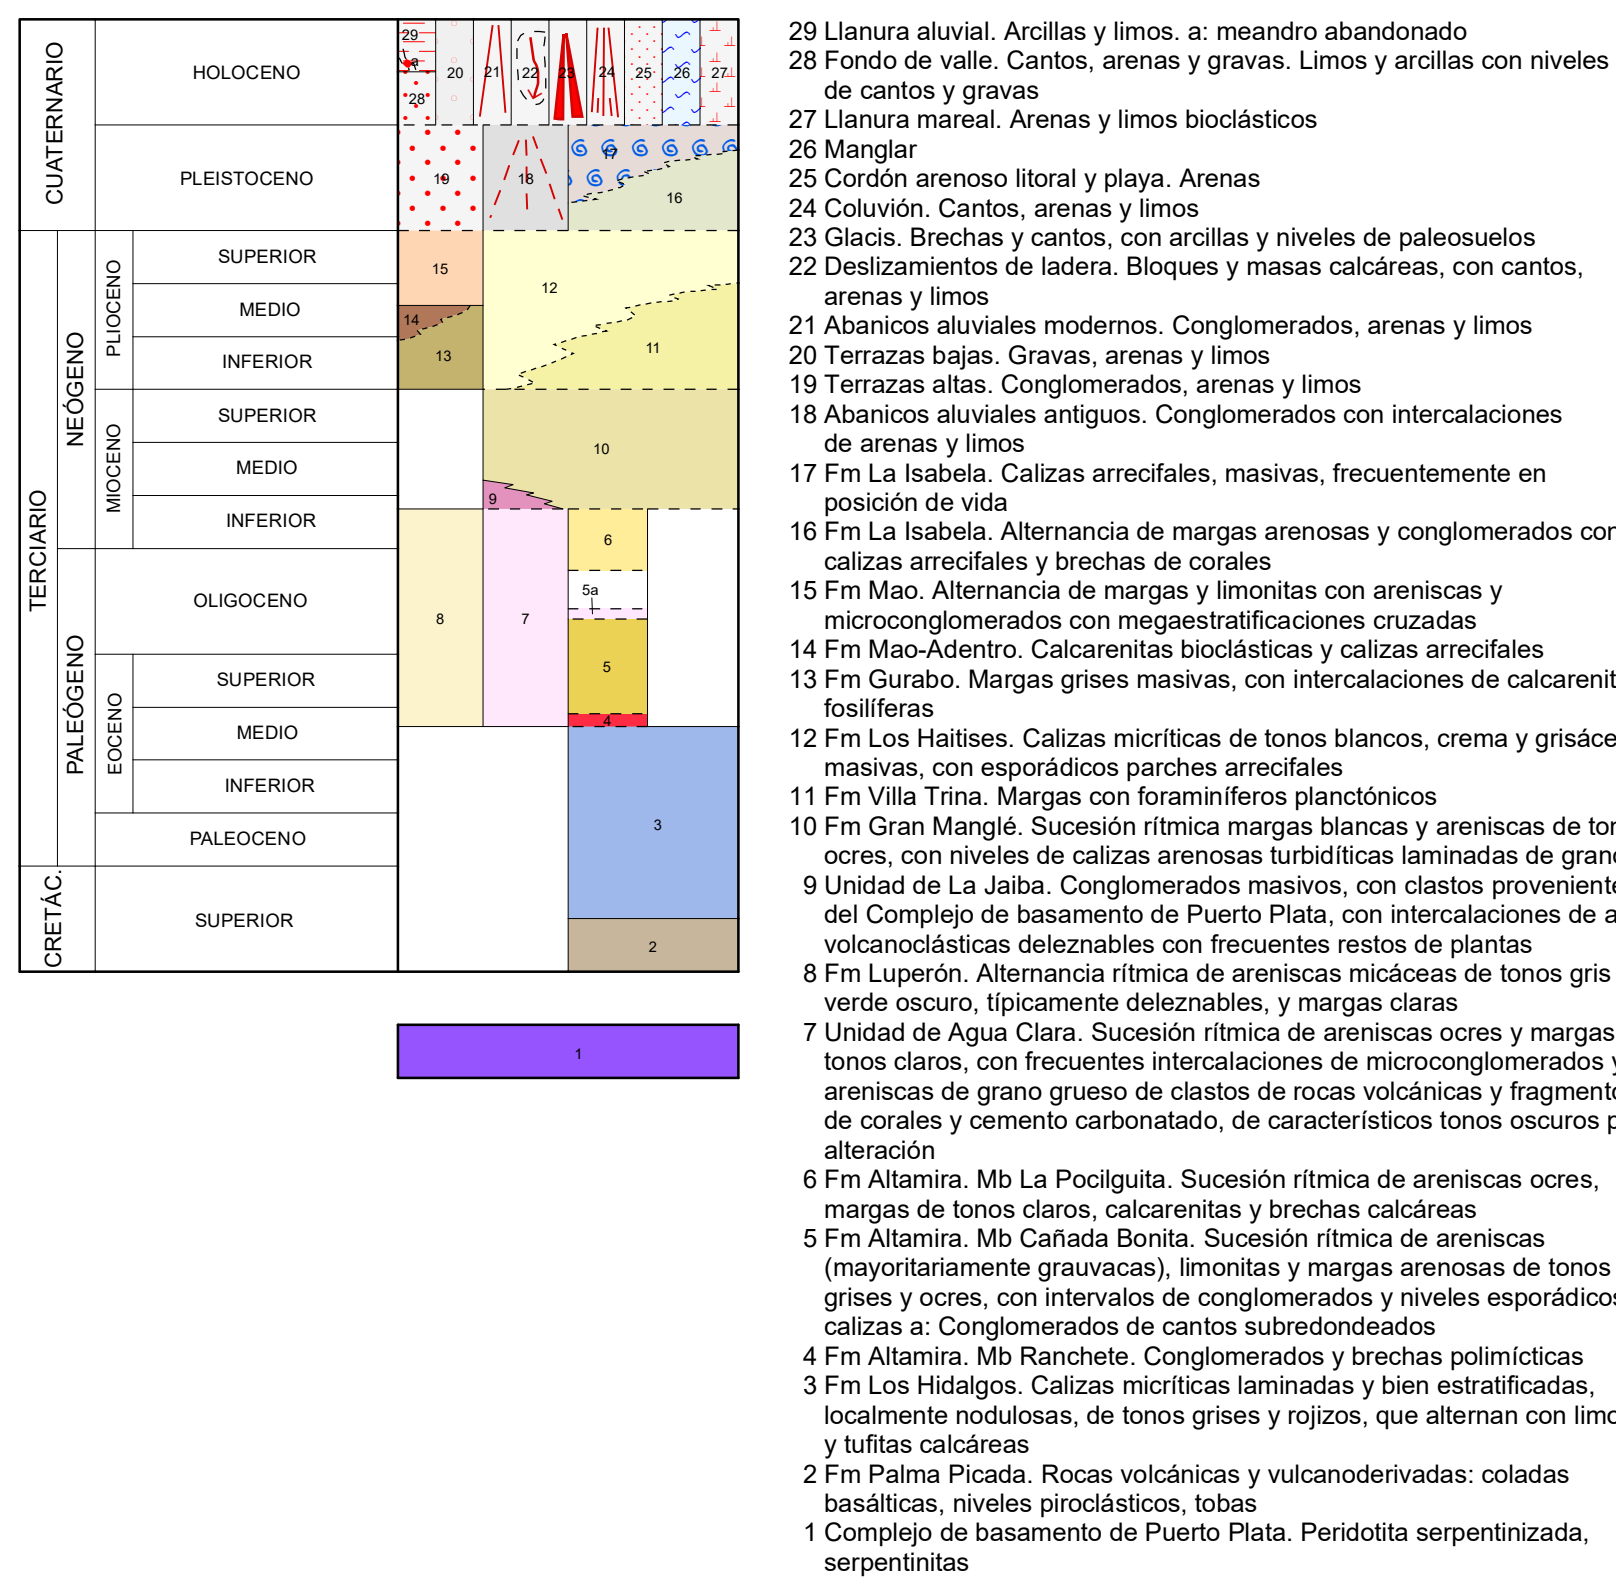 CUATERNARIO
HOLOCENO
PLEISTOCENO
TERCIARIO
NEÓGENO
PLIOCENO
SUPERIOR
MEDIO
INFERIOR
MIOCENO
SUPERIOR
MEDIO
INFERIOR
PALEÓGENO
OLIGOCENO
EOCENO
SUPERIOR
MEDIO
INFERIOR
PALEOCENO
CRETÁC.
SUPERIOR
29
a
28
20
21
22
23
24
25
26
27
19
18
17
16
15
14
13
12
11
10
9
8
7
6
5a
5
4
3
2
1
29 Llanura aluvial. Arcillas y limos. a: meandro abandonado
28 Fondo de valle. Cantos, arenas y gravas. Limos y arcillas con niveles
de cantos y gravas
27 Llanura mareal. Arenas y limos bioclásticos
26 Manglar
25 Cordón arenoso litoral y playa. Arenas
24 Coluvión. Cantos, arenas y limos
23 Glacis. Brechas y cantos, con arcillas y niveles de paleosuelos
22 Deslizamientos de ladera. Bloques y masas calcáreas, con cantos,
arenas y limos
21 Abanicos aluviales modernos. Conglomerados, arenas y limos
20 Terrazas bajas. Gravas, arenas y limos
19 Terrazas altas. Conglomerados, arenas y limos
18 Abanicos aluviales antiguos. Conglomerados con intercalaciones
de arenas y limos
17 Fm La Isabela. Calizas arrecifales, masivas, frecuentemente en
posición de vida
16 Fm La Isabela. Alternancia de margas arenosas y conglomerados con
calizas arrecifales y brechas de corales
15 Fm Mao. Alternancia de margas y limonitas con areniscas y
microconglomerados con megaestratificaciones cruzadas
14 Fm Mao-Adentro. Calcarenitas bioclásticas y calizas arrecifales
13 Fm Gurabo. Margas grises masivas, con intercalaciones de calcarenit
fosilíferas
12 Fm Los Haitises. Calizas micríticas de tonos blancos, crema y grisáce
masivas, con esporádicos parches arrecifales
11 Fm Villa Trina. Margas con foraminíferos planctónicos
10 Fm Gran Manglé. Sucesión rítmica margas blancas y areniscas de ton
ocres, con niveles de calizas arenosas turbidíticas laminadas de grano
9 Unidad de La Jaiba. Conglomerados masivos, con clastos proveniente
del Complejo de basamento de Puerto Plata, con intercalaciones de a
volcanoclásticas deleznables con frecuentes restos de plantas
8 Fm Luperón. Alternancia rítmica de areniscas micáceas de tonos gris
verde oscuro, típicamente deleznables, y margas claras
7 Unidad de Agua Clara. Sucesión rítmica de areniscas ocres y margas
tonos claros, con frecuentes intercalaciones de microconglomerados y
areniscas de grano grueso de clastos de rocas volcánicas y fragmento
de corales y cemento carbonatado, de característicos tonos oscuros p
alteración
6 Fm Altamira. Mb La Pocilguita. Sucesión rítmica de areniscas ocres,
margas de tonos claros, calcarenitas y brechas calcáreas
5 Fm Altamira. Mb Cañada Bonita. Sucesión rítmica de areniscas
(mayoritariamente grauvacas), limonitas y margas arenosas de tonos
grises y ocres, con intervalos de conglomerados y niveles esporádicos
calizas a: Conglomerados de cantos subredondeados
4 Fm Altamira. Mb Ranchete. Conglomerados y brechas polimícticas
3 Fm Los Hidalgos. Calizas micríticas laminadas y bien estratificadas,
localmente nodulosas, de tonos grises y rojizos, que alternan con limo
y tufitas calcáreas
2 Fm Palma Picada. Rocas volcánicas y vulcanoderivadas: coladas
basálticas, niveles piroclásticos, tobas
1 Complejo de basamento de Puerto Plata. Peridotita serpentinizada,
serpentinitas